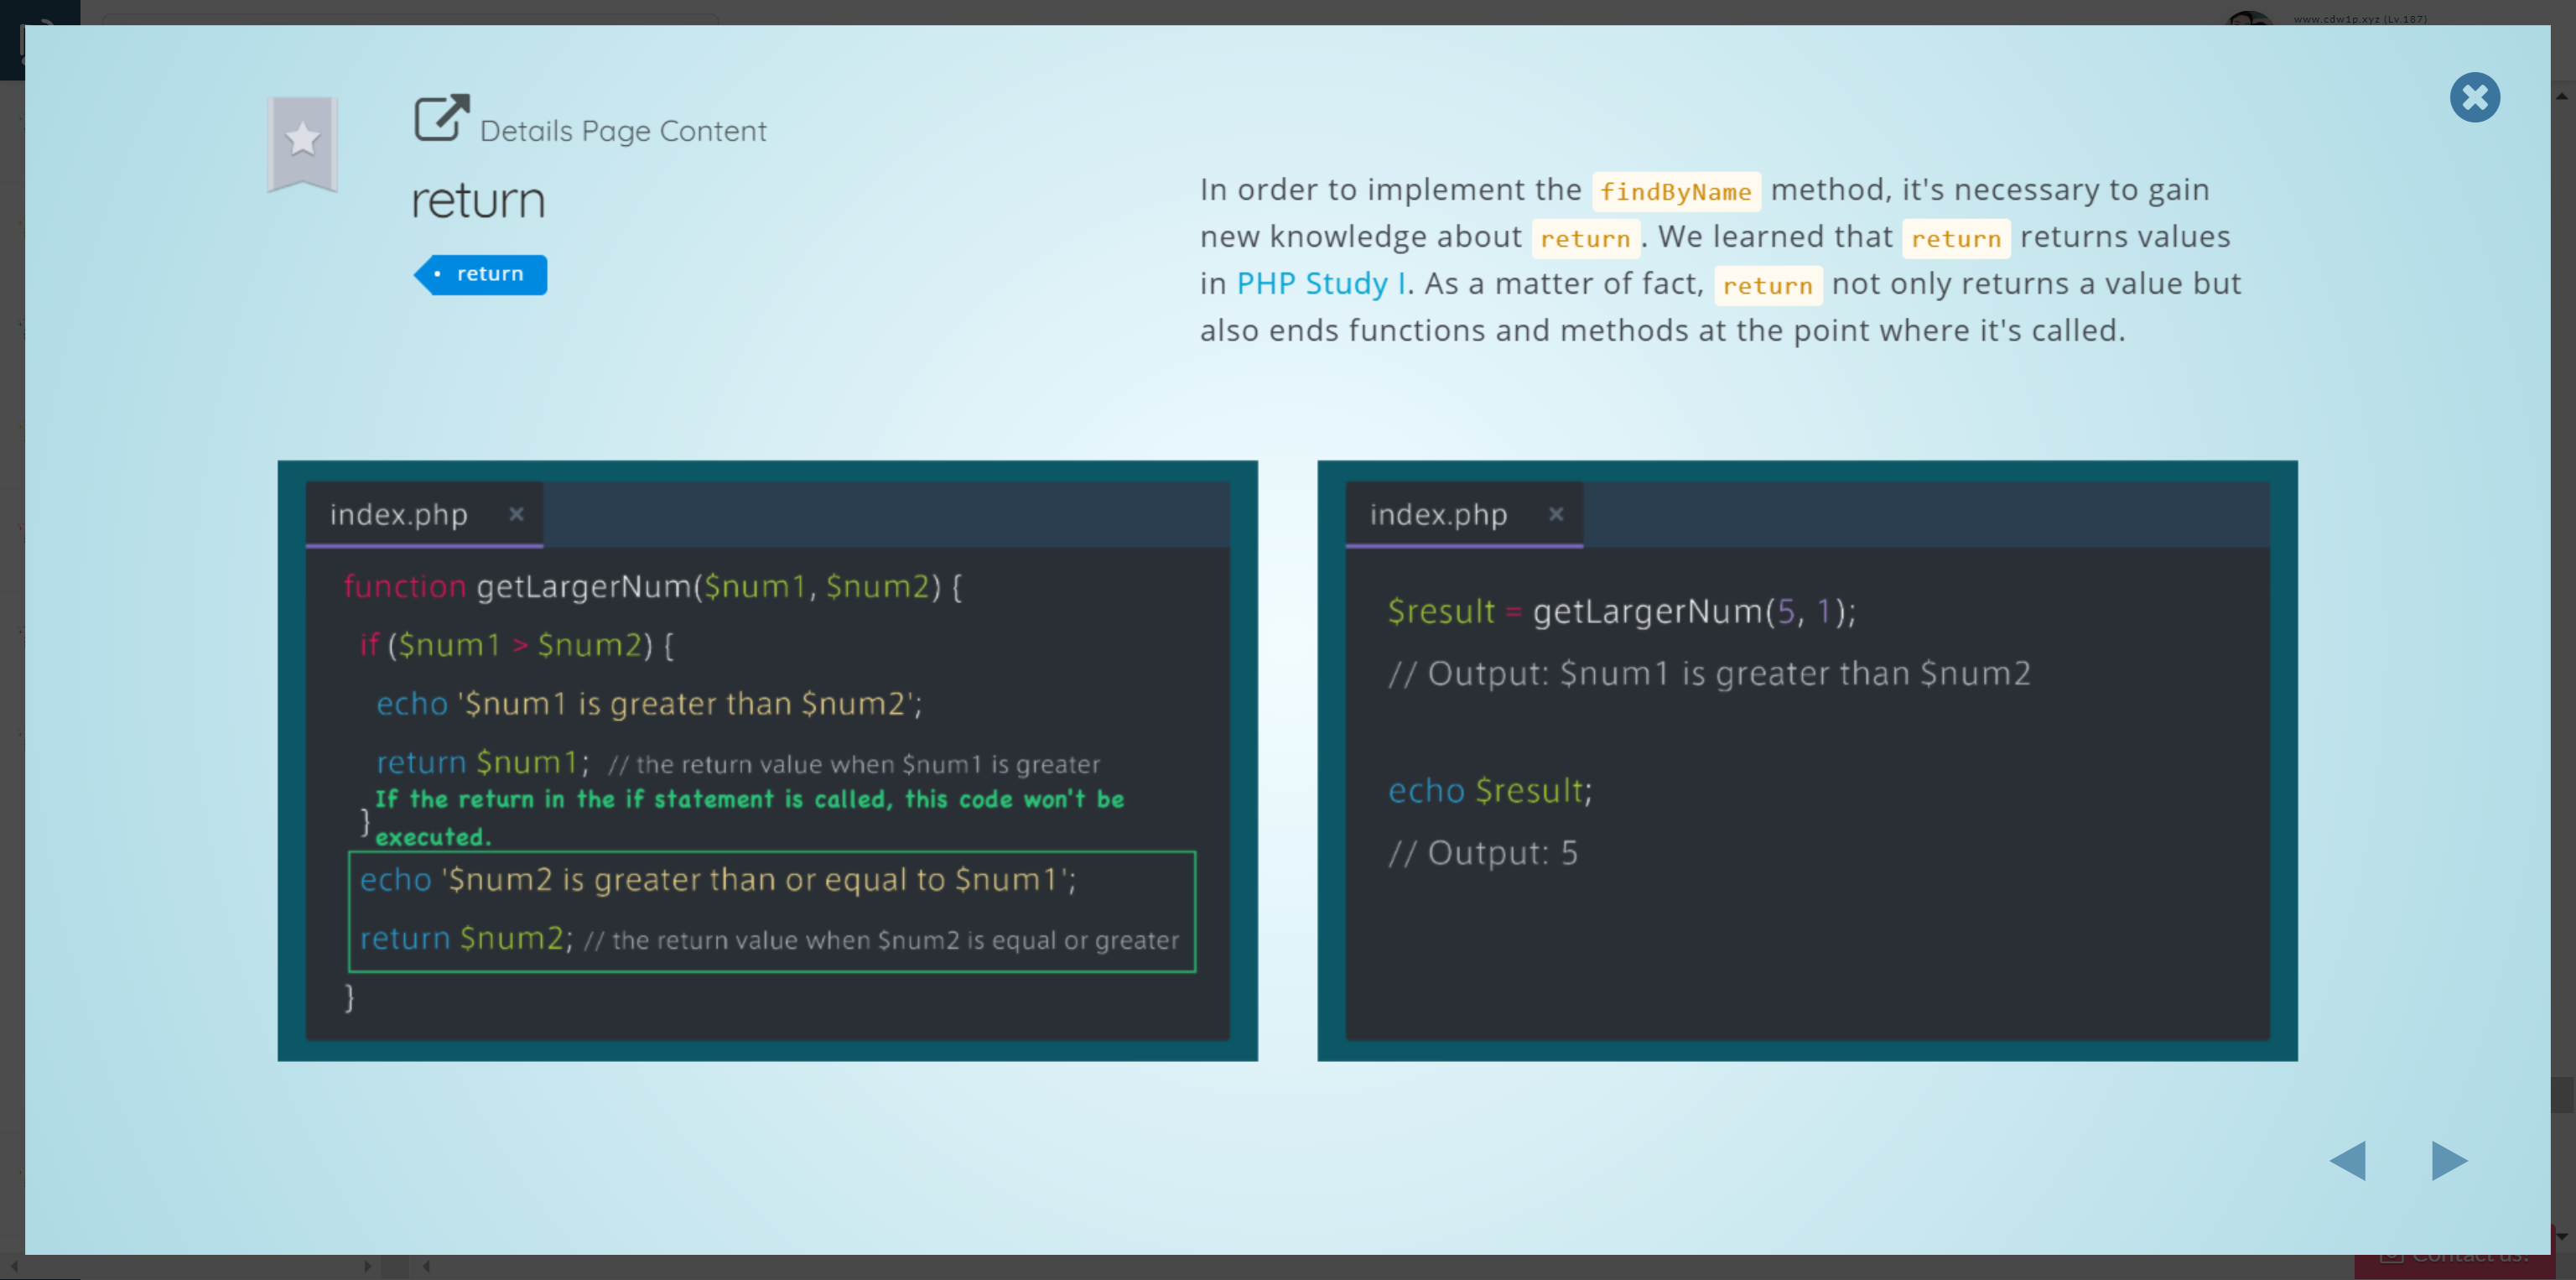 www.cdw1p.xyz (Lv.187)
Details Page Content
return
return
In order to implement the findByName method, it's necessary to gain
new knowledge about return. We learned that return returns values
in PHP Study I. As a matter of fact, return not only returns a value but
also ends functions and methods at the point where it's called.
index.php
function getLargerNum($num1, $num2) {
if ($num1 > $num2) {
echo '$num1 is greater than $num2';
return $num1; // the return value when $num1 is greater
If the return in the if statement is called, this code won't be
}
executed.
echo '$num2 is greater than or equal to $num1';
return $num2; // the return value when $num2 is equal or greater
}
index.php
$result = getLargerNum(5, 1);
// Output: $num1 is greater than $num2
echo $result;
// Output: 5
Contact us!